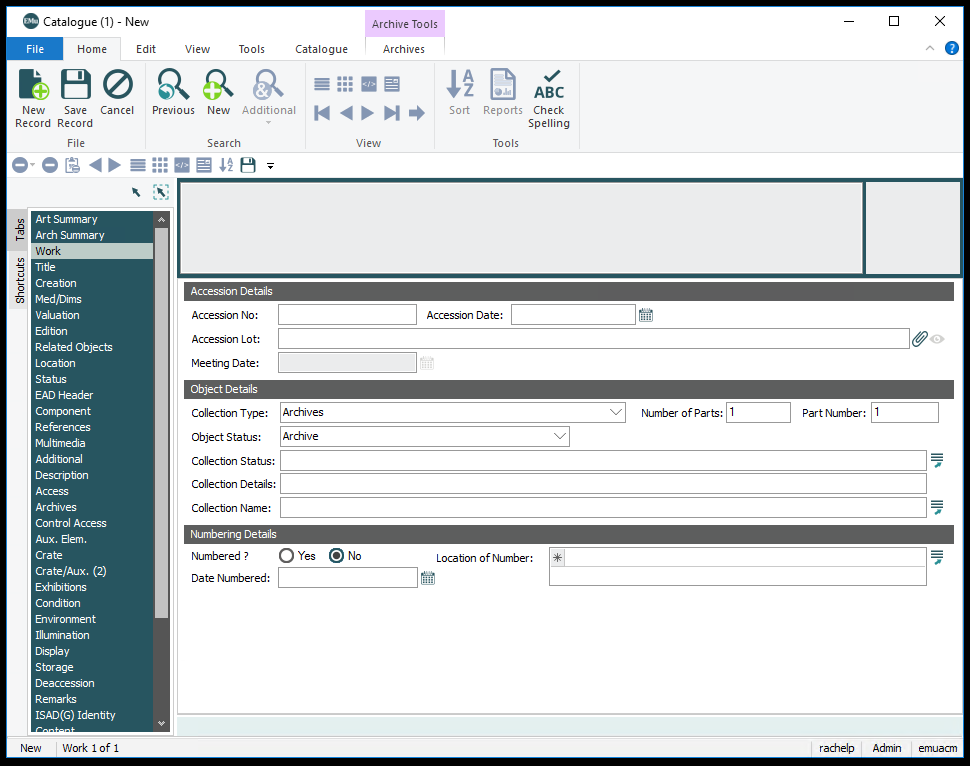 EMu Catalogue (1) - New
Archive Tools
File Home Edit View Tools Catalogue Archives
?
New Record
Save Record
Cancel
Previous
New
Additional
A
Z
Sort
Reports
ABC
Check Spelling
File Search View Tools
Tabs
Shortcuts
Art Summary
Arch Summary
Work
Title
Creation
Med/Dims
Valuation
Edition
Related Objects
Location
Status
EAD Header
Component
References
Multimedia
Additional
Description
Access
Archives
Control Access
Aux. Elem.
Crate
Crate/Aux. (2)
Exhibitions
Condition
Environment
Illumination
Display
Storage
Deaccession
Remarks
ISAD(G) Identity
Content
Accession Details
Accession No: Accession Date:
Accession Lot:
Meeting Date:
Object Details
Collection Type: Archives Number of Parts: 1 Part Number: 1
Object Status: Archive
Collection Status:
Collection Details:
Collection Name:
Numbering Details
Numbered ? Yes No Location of Number: *
Date Numbered:
New Work 1 of 1 rachelp Admin emuacm